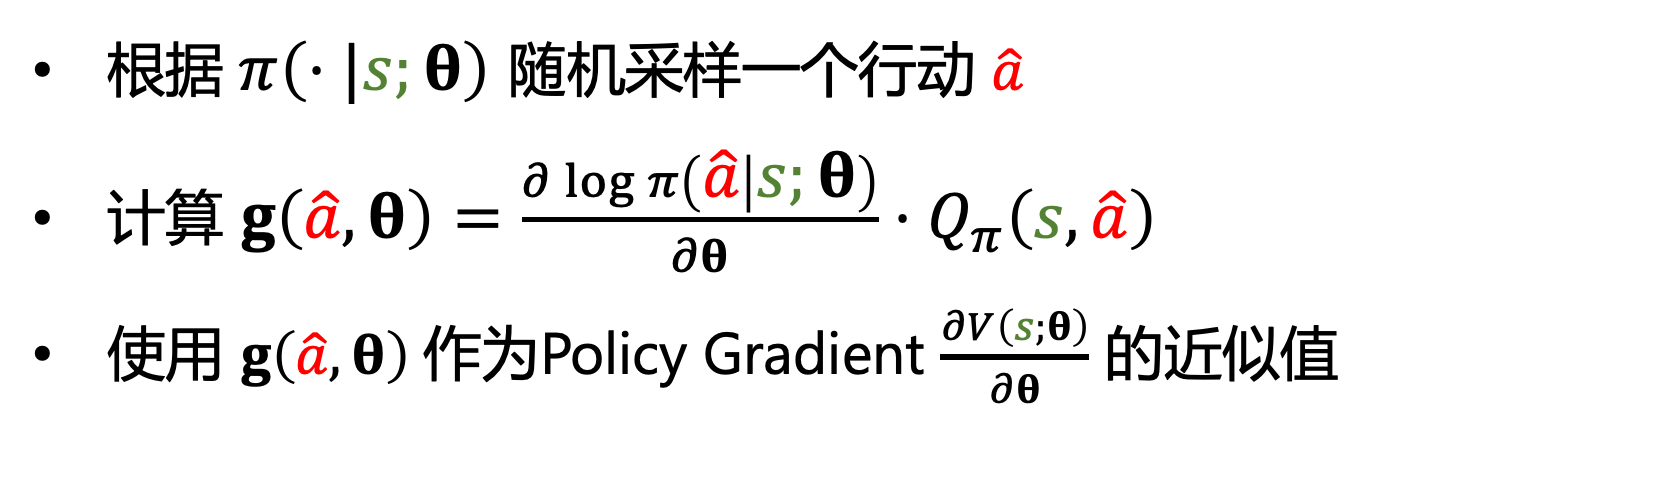 • 根据 π(· |s; θ) 随机采样一个行动 â
• 计算 g(â, θ) = ∂ log π(â|s; θ) / ∂θ · Qπ(s, â)
• 使用 g(â, θ) 作为Policy Gradient ∂V(s;θ) / ∂θ 的近似值